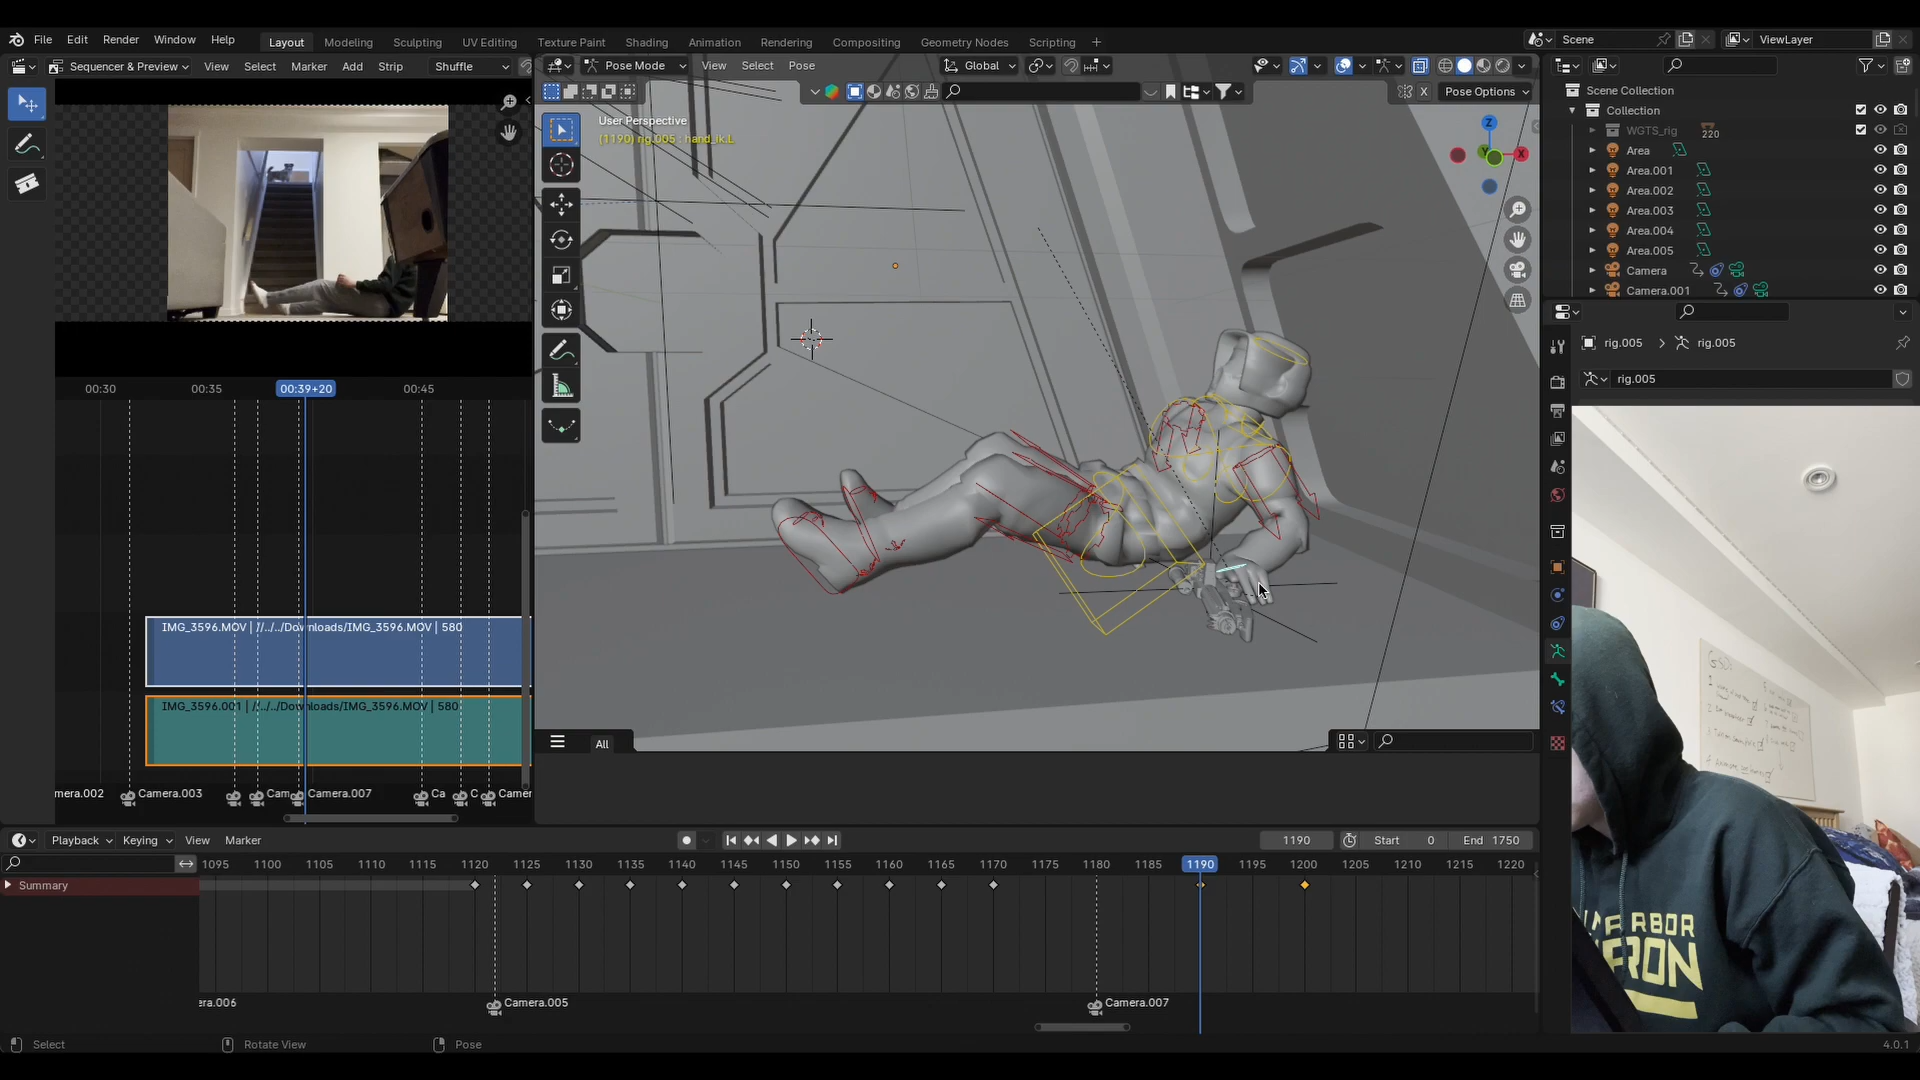 File Edit Render Window Help
Layout Modeling Sculpting UV Editing Texture Paint Shading Animation Rendering Compositing Geometry Nodes Scripting +
Scene
ViewLayer
Sequencer & Preview View Select Marker Add Strip Shuffle
Pose Mode View Select Pose
Global
X Pose Options
User Perspective
(1190) rig.005 : hand_ik.L
Z
Y
X
Scene Collection
Collection
WGTS_rig 220
Area
Area.001
Area.002
Area.003
Area.004
Area.005
Camera
Camera.001
rig.005 > rig.005
rig.005
00:30 00:35 00:39+20 00:45
IMG_3596.MOV | //../../Downloads/IMG_3596.MOV | 580
IMG_3596.001 | //../../Downloads/IMG_3596.MOV | 580
mera.002 Camera.003 Cam Camera.007 Ca C Camer
All
Playback Keying View Marker
1190 Start 0 End 1750
1095 1100 1105 1110 1115 1120 1125 1130 1135 1140 1145 1150 1155 1160 1165 1170 1175 1180 1185 1190 1195 1200 1205 1210 1215 1220
Summary
era.006 Camera.005 Camera.007
Select Rotate View Pose
4.0.1
ARBOR
RON